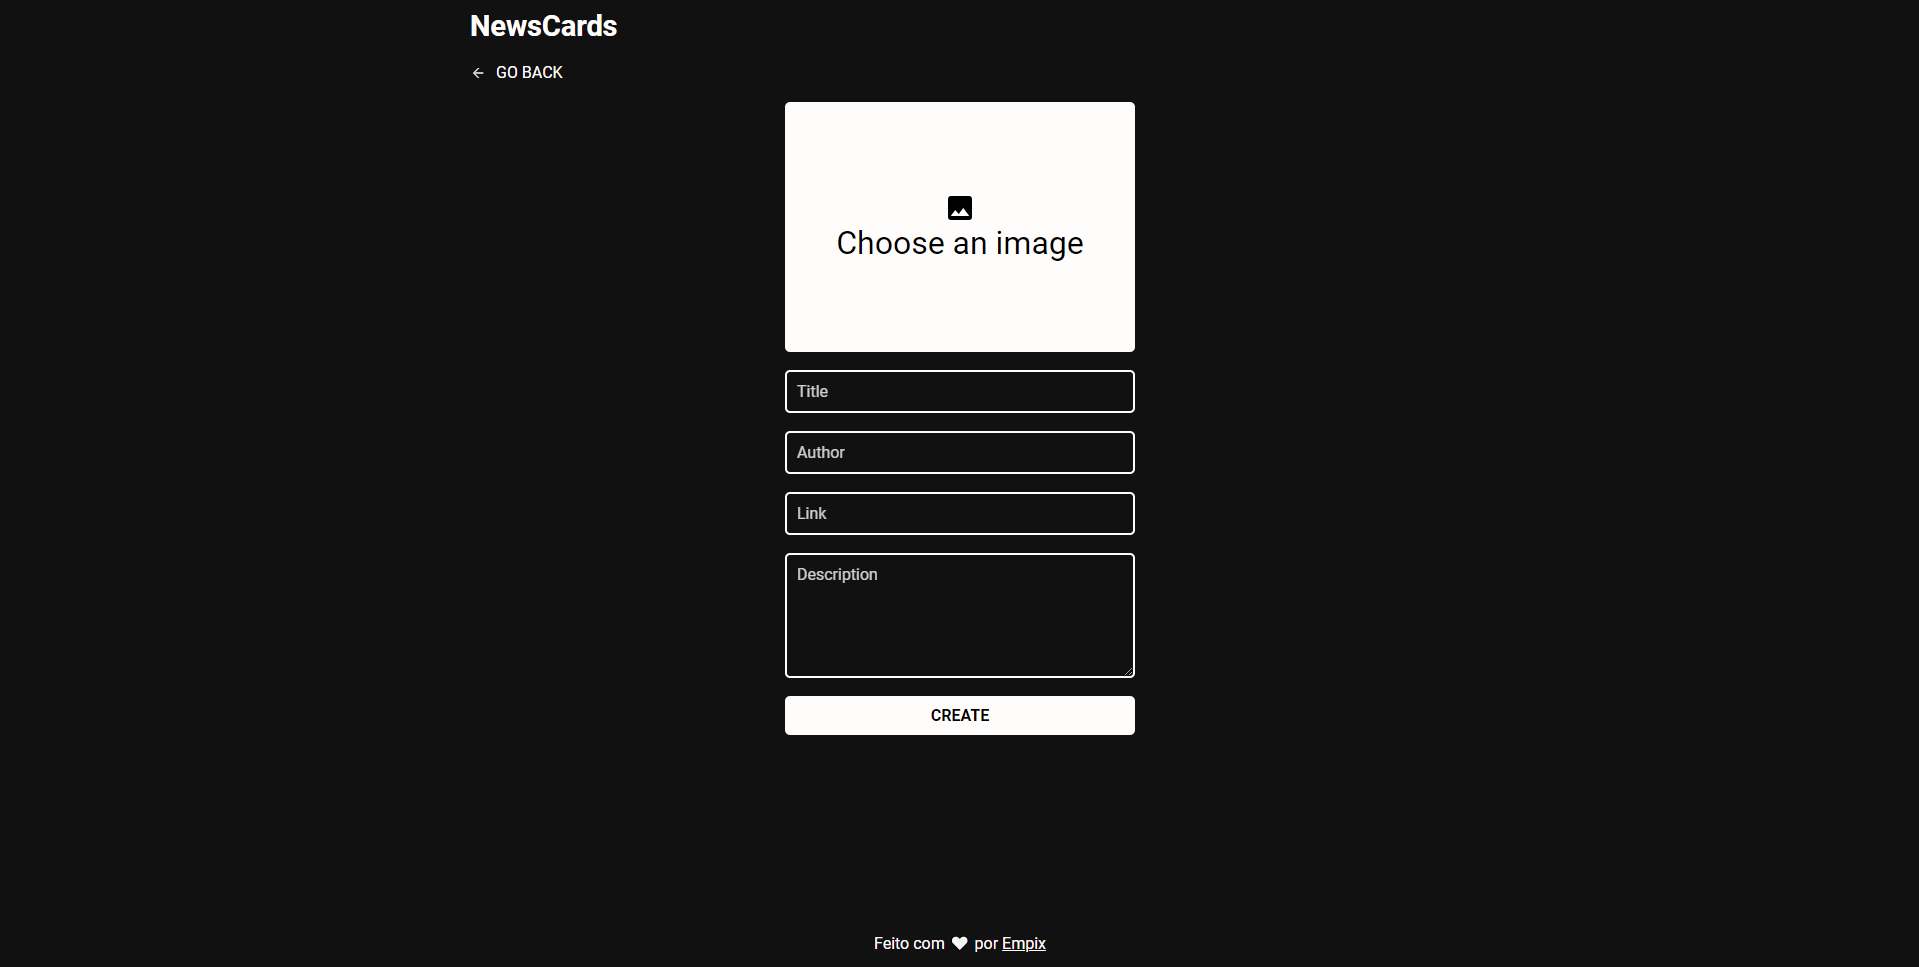 NewsCards
GO BACK
Choose an image
Title
Author
Link
Description
CREATE
Feito com por Empix